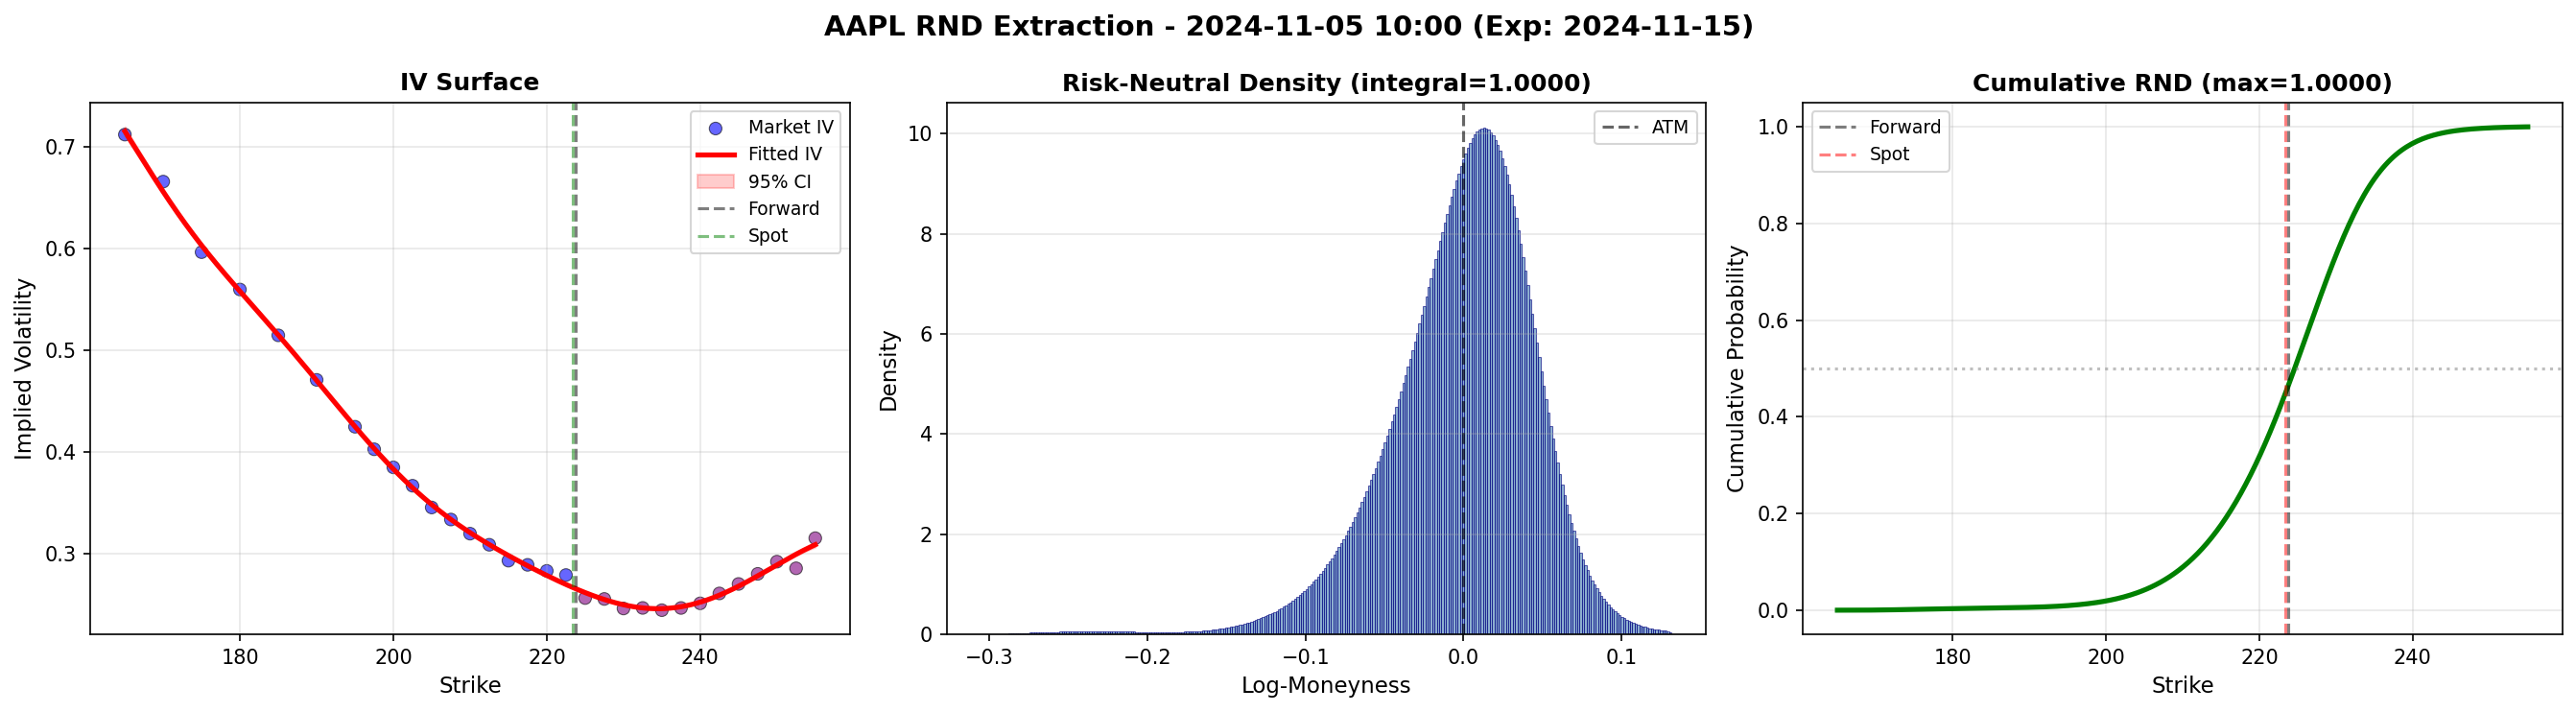 AAPL RND Extraction - 2024-11-05 10:00 (Exp: 2024-11-15)
IV Surface
Implied Volatility
0.7
0.6
0.5
0.4
0.3
180
200
220
240
Strike
Market IV
Fitted IV
95% CI
Forward
Spot
Risk-Neutral Density (integral=1.0000)
Density
10
8
6
4
2
0
−0.3
−0.2
−0.1
0.0
0.1
Log-Moneyness
ATM
Cumulative RND (max=1.0000)
Cumulative Probability
1.0
0.8
0.6
0.4
0.2
0.0
180
200
220
240
Strike
Forward
Spot